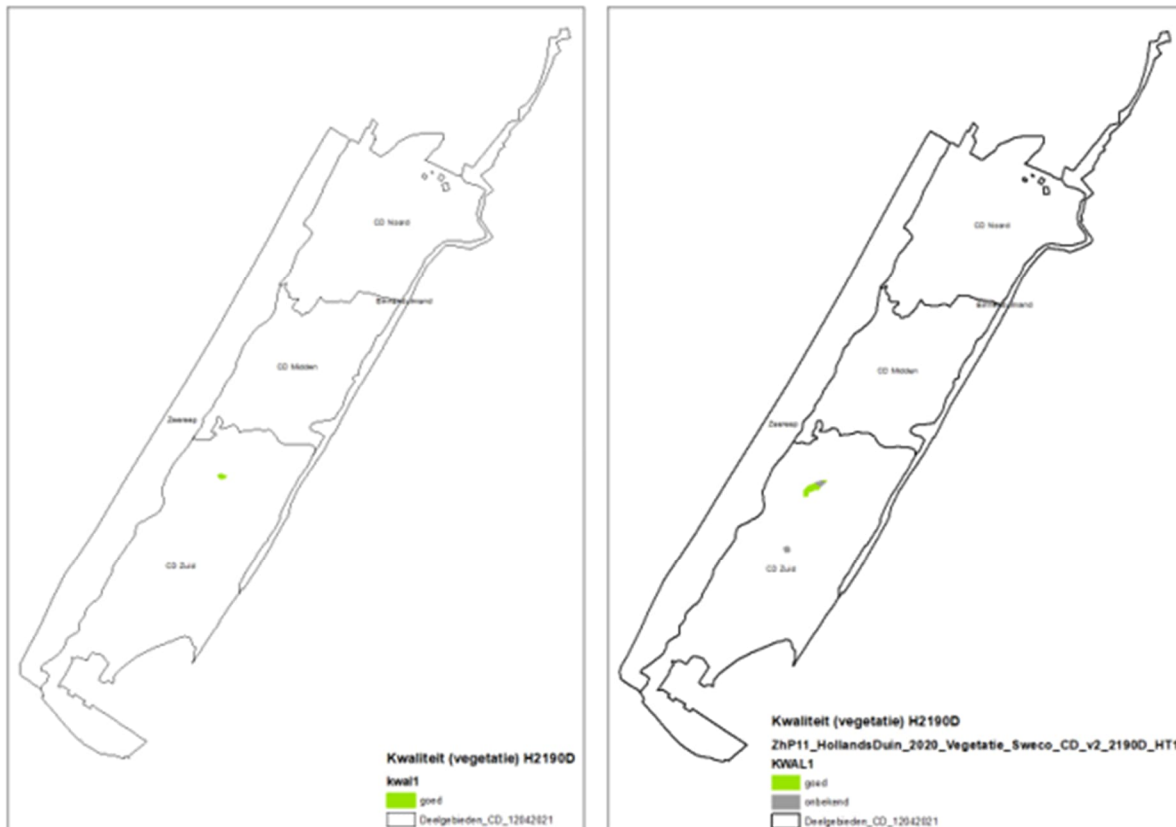 CD Noord
CD Midden
Zeereep
CD Zuid
Kwaliteit (vegetatie) H2190D
kwal1
goed
Deelgebieden_CD_12042021
CD Noord
CD Midden
Zeereep
CD Zuid
Kwaliteit (vegetatie) H2190D
ZhP11_HollandsDuin_2020_Vegetatie_Sweco_CD_v2_2190D_HT1
KWAL1
goed
onbekend
Deelgebieden_CD_12042021